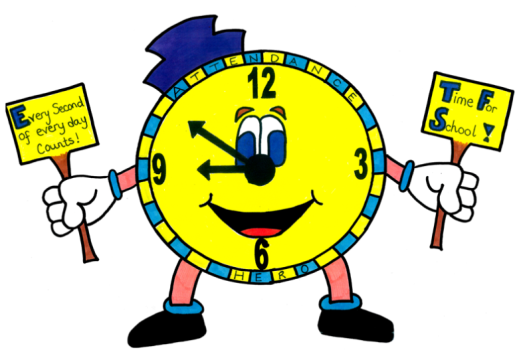 ATTENDANCE
12
Every Second
of every day
Counts!
Time For
School!
9
3
6
HERO